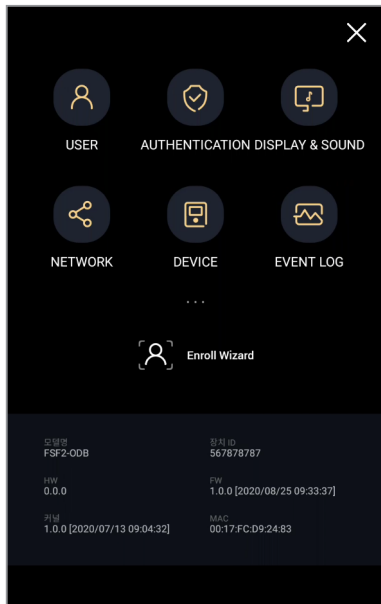 USER
AUTHENTICATION
DISPLAY & SOUND
NETWORK
DEVICE
EVENT LOG
...
Enroll Wizard
모델명
FSF2-ODB
장치 ID
567878787
HW
0.0.0
FW
1.0.0 [2020/08/25 09:33:37]
커널
1.0.0 [2020/07/13 09:04:32]
MAC
00:17:FC:D9:24:83